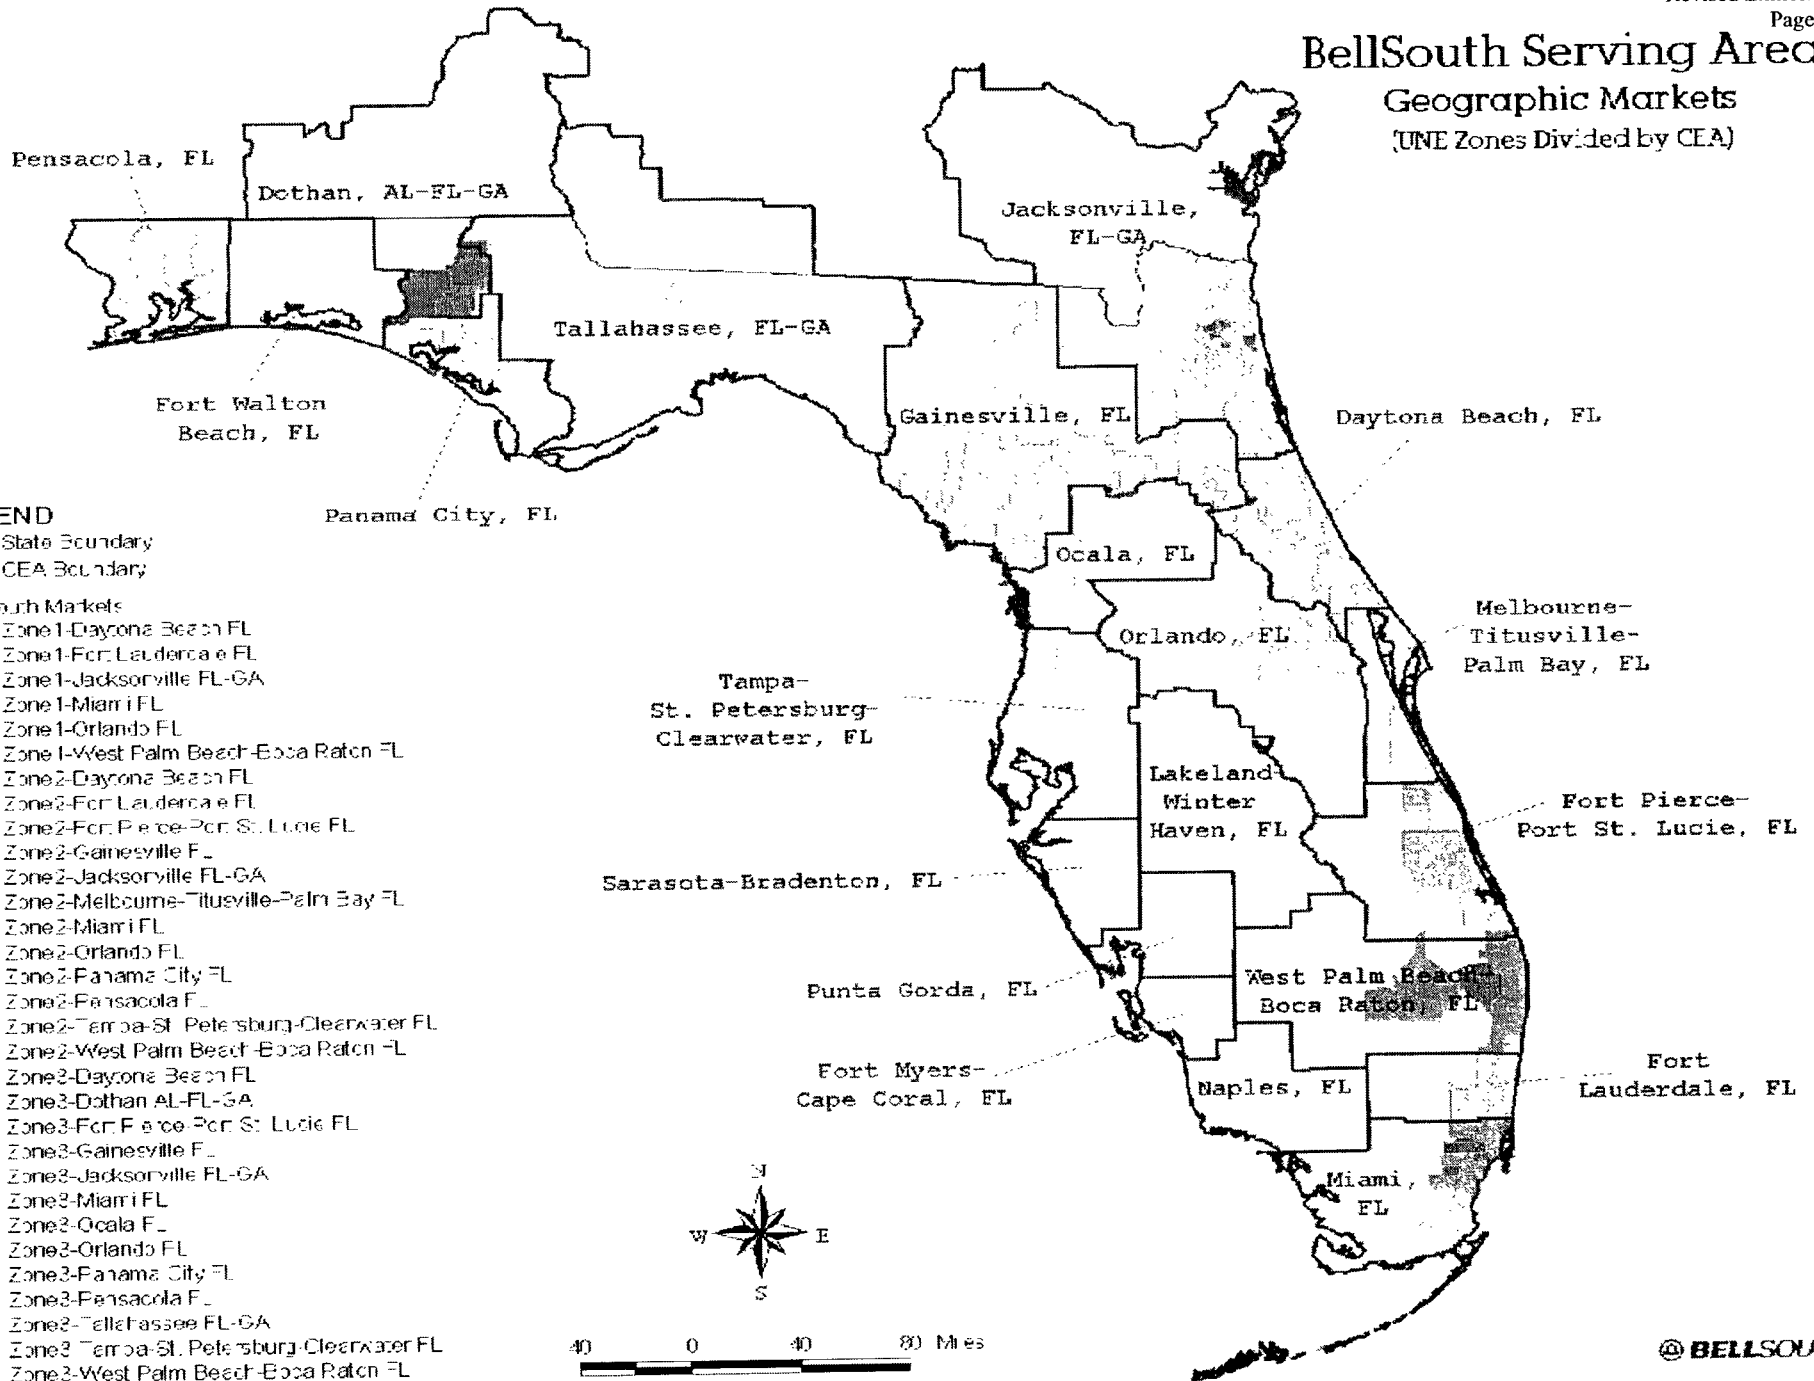 Page
BellSouth Serving Area
Geographic Markets
(UNE Zones Divided by CEA)
Pensacola, FL
Dothan, AL-FL-GA
Jacksonville,
FL-GA
Tallahassee, FL-GA
Fort Walton
Beach, FL
Gainesville, FL
Daytona Beach, FL
Panama City, FL
Ocala, FL
Orlando, FL
Melbourne-
Titusville-
Palm Bay, FL
Tampa-
St. Petersburg-
Clearwater, FL
Lakeland-
Winter
Haven, FL
Fort Pierce-
Port St. Lucie, FL
Sarasota-Bradenton, FL
Punta Gorda, FL
West Palm Beach-
Boca Raton, FL
Fort Myers-
Cape Coral, FL
Naples, FL
Fort
Lauderdale, FL
Miami,
FL
END
State Boundary
CEA Boundary
outh Markets
Zone1-Daytona Beach FL
Zone1-Fort Lauderdale FL
Zone1-Jacksonville FL-GA
Zone1-Miami FL
Zone1-Orlando FL
Zone1-West Palm Beach-Boca Raton FL
Zone2-Daytona Beach FL
Zone2-Fort Lauderdale FL
Zone2-Fort Pierce-Port St. Lucie FL
Zone2-Gainesville FL
Zone2-Jacksonville FL-GA
Zone2-Melbourne-Titusville-Palm Bay FL
Zone2-Miami FL
Zone2-Orlando FL
Zone2-Panama City FL
Zone2-Pensacola FL
Zone2-Tampa-St. Petersburg-Clearwater FL
Zone2-West Palm Beach-Boca Raton FL
Zone3-Daytona Beach FL
Zone3-Dothan AL-FL-GA
Zone3-Fort Pierce-Port St. Lucie FL
Zone3-Gainesville FL
Zone3-Jacksonville FL-GA
Zone3-Miami FL
Zone3-Ocala FL
Zone3-Orlando FL
Zone3-Panama City FL
Zone3-Pensacola FL
Zone3-Tallahassee FL-GA
Zone3 Tampa-St. Petersburg-Clearwater FL
Zone3-West Palm Beach-Boca Raton FL
N
W E
S
40 0 40 80 Miles
BELLSOU